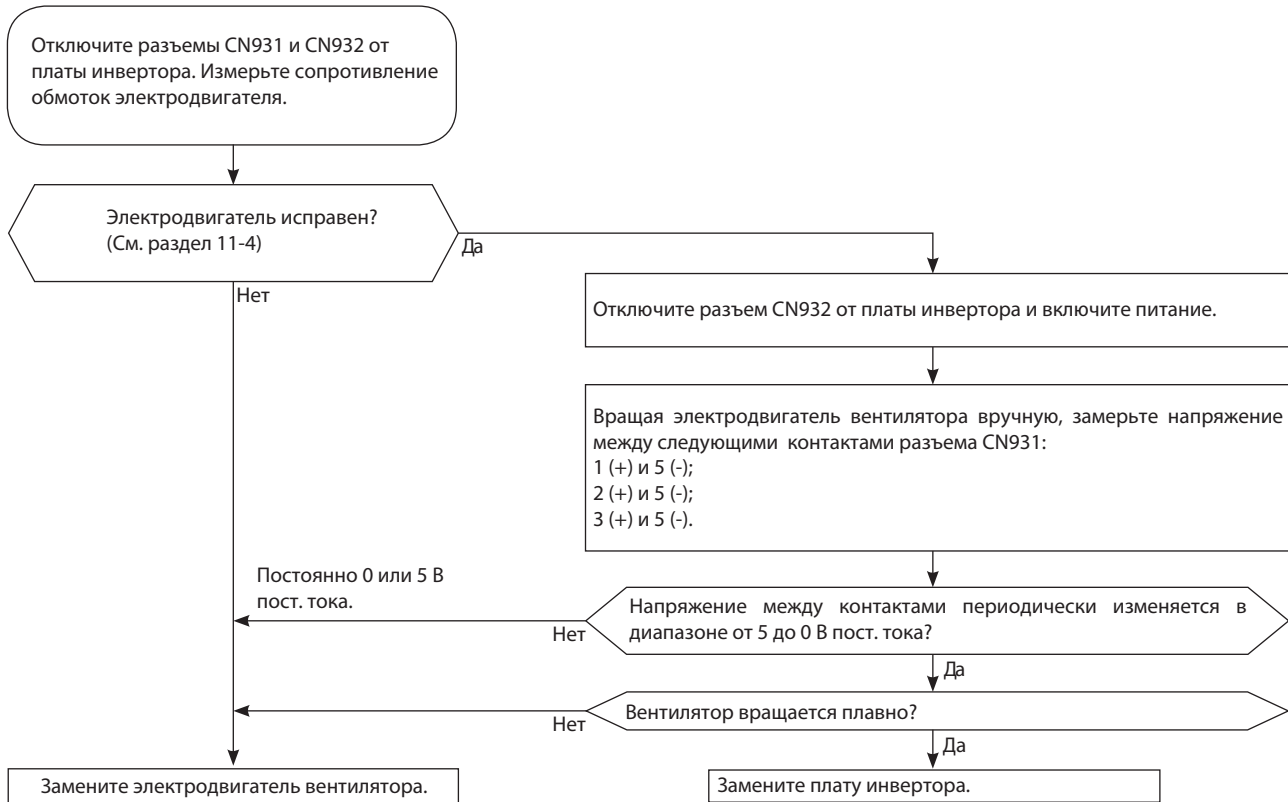 Отключите разъемы CN931 и CN932 от
платы инвертора. Измерьте сопротивление
обмоток электродвигателя.
Электродвигатель исправен?
(См. раздел 11-4)
Да
Нет
Отключите разъем CN932 от платы инвертора и включите питание.
Вращая электродвигатель вентилятора вручную, замерьте напряжение
между следующими контактами разъема CN931:
1 (+) и 5 (-);
2 (+) и 5 (-);
3 (+) и 5 (-).
Постоянно 0 или 5 В
пост. тока.
Нет
Напряжение между контактами периодически изменяется в
диапазоне от 5 до 0 В пост. тока?
Да
Нет
Вентилятор вращается плавно?
Да
Замените электродвигатель вентилятора.
Замените плату инвертора.